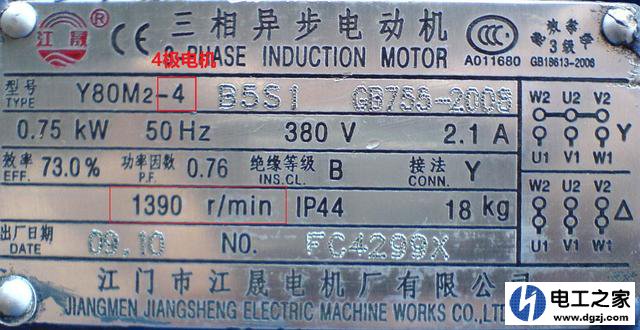 江晟 ® CE 三相异步电动机 CCC 能效标 3级
3-PHASE INDUCTION MOTOR A011680 GB18613-2006
4极电机
型号 TYPE Y80M2-4 B5S1 GB755-2008
0.75 kW 50 Hz 380 V 2.1 A
效率 EFF. 73.0% 功率因数 P.F. 0.76 绝缘等级 INS.CL. B 接法 CONN. Y
1390 r/min IP44 18 kg
出厂日期 DATE 09.10 NO. FC4299X
W2 U2 V2
Y
U1 V1 W1
W2 U2 V2
△
U1 V1 W1
江门市江晟电机厂有限公司
JIANGMEN JIANGSHENG ELECTRIC MACHINE WORKS CO.,LTD
电工之家
www.dgzj.com